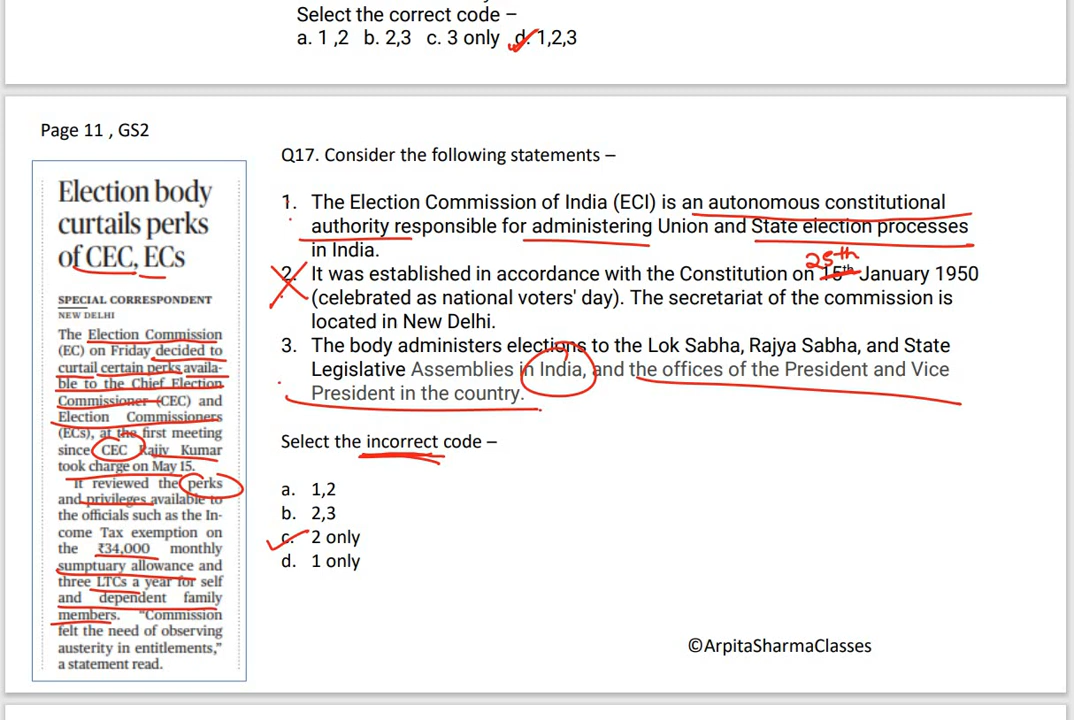 Select the correct code –
a. 1 ,2 b. 2,3 c. 3 only d. 1,2,3
Page 11 , GS2
Election body
curtails perks
of CEC, ECs
SPECIAL CORRESPONDENT
NEW DELHI
The Election Commission
(EC) on Friday decided to
curtail certain perks availa-
ble to the Chief Election
Commissioner (CEC) and
Election Commissioners
(ECs), at the first meeting
since CEC Rajiv Kumar
took charge on May 15.
It reviewed the perks
and privileges available to
the officials such as the In-
come Tax exemption on
the ₹34,000 monthly
sumptuary allowance and
three LTCs a year for self
and dependent family
members. "Commission
felt the need of observing
austerity in entitlements,"
a statement read.
Q17. Consider the following statements –
1. The Election Commission of India (ECI) is an autonomous constitutional
authority responsible for administering Union and State election processes
in India.
25th
2. It was established in accordance with the Constitution on 15th January 1950
(celebrated as national voters' day). The secretariat of the commission is
located in New Delhi.
3. The body administers elections to the Lok Sabha, Rajya Sabha, and State
Legislative Assemblies in India, and the offices of the President and Vice
President in the country.
Select the incorrect code –
a. 1,2
b. 2,3
c. 2 only
d. 1 only
©ArpitaSharmaClasses